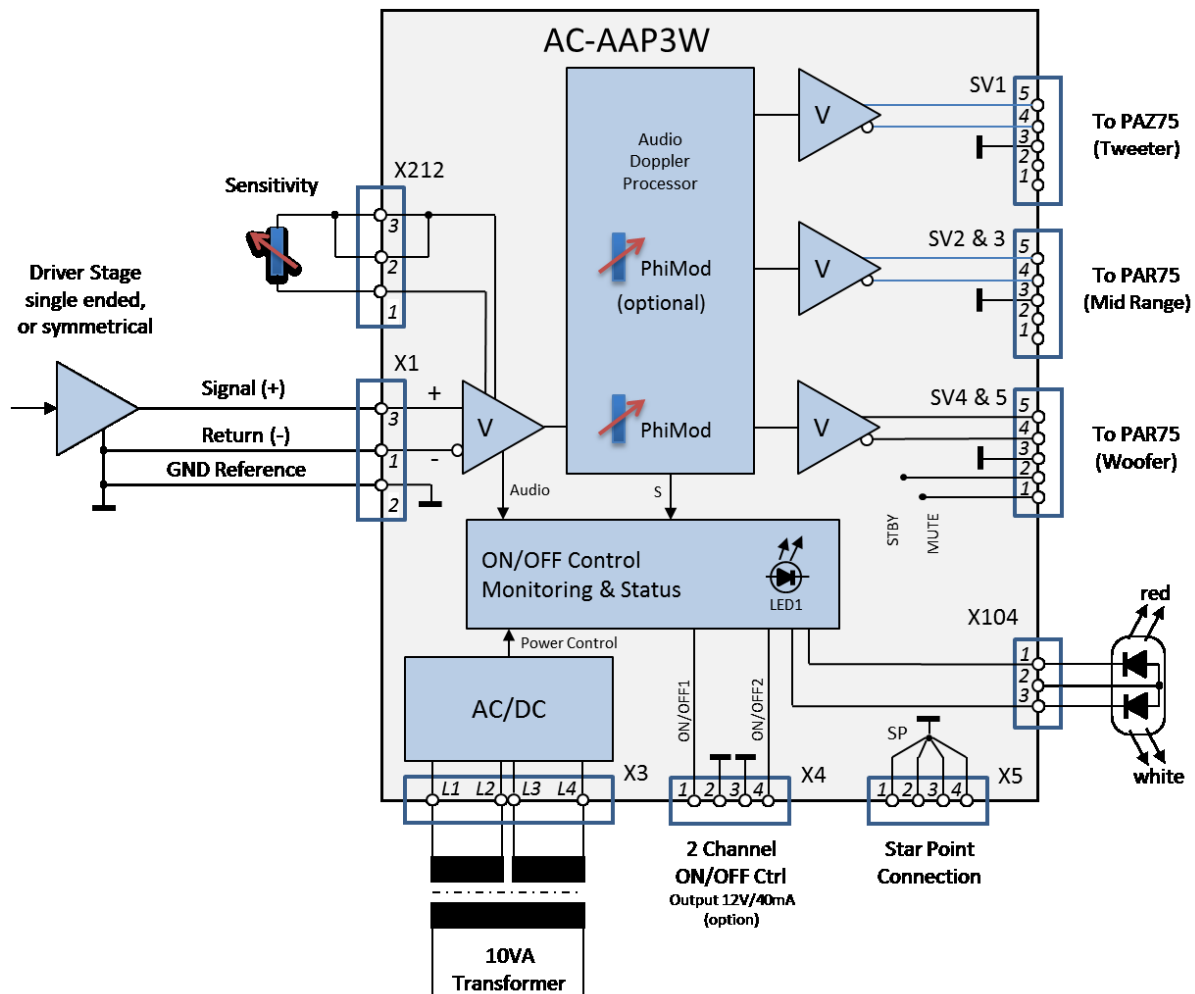 AC-AAP3W
SV1
5
4
3
2
1
To PAZ75
(Tweeter)
V
Audio
Doppler
Processor
X212
3
2
1
Sensitivity
SV2 & 3
5
4
3
2
1
To PAR75
(Mid Range)
V
PhiMod
(optional)
Driver Stage
single ended,
or symmetrical
X1
Signal (+)
+
3
Return (-)
-
1
GND Reference
2
V
PhiMod
V
SV4 & 5
5
4
3
2
1
To PAR75
(Woofer)
STBY
MUTE
Audio
S
ON/OFF Control
Monitoring & Status
LED1
Power Control
AC/DC
X104
1
2
3
red
white
ON/OFF1
ON/OFF2
SP
X3
L1
L2
L3
L4
X4
1
2
3
4
X5
1
2
3
4
2 Channel
ON/OFF Ctrl
Output 12V/40mA
(option)
Star Point
Connection
10VA
Transformer